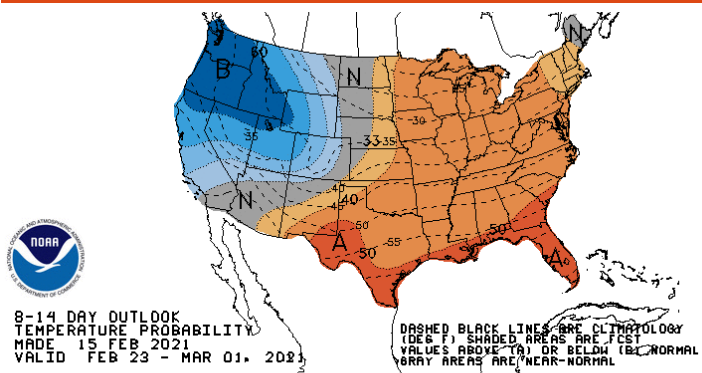 N
60
B
N
-30
35
-33-35
40
40
45
N
50
A
55
50
50
A
NATIONAL OCEANIC AND ATMOSPHERIC ADMINISTRATION
NOAA
U.S. DEPARTMENT OF COMMERCE
8-14 DAY OUTLOOK
TEMPERATURE PROBABILITY
MADE 15 FEB 2021
VALID FEB 23 - MAR 01, 2021
DASHED BLACK LINES ARE CLIMATOLOGY
(DEG F) SHADED AREAS ARE FCST
VALUES ABOVE (A) OR BELOW (B) NORMAL
GRAY AREAS ARE NEAR-NORMAL